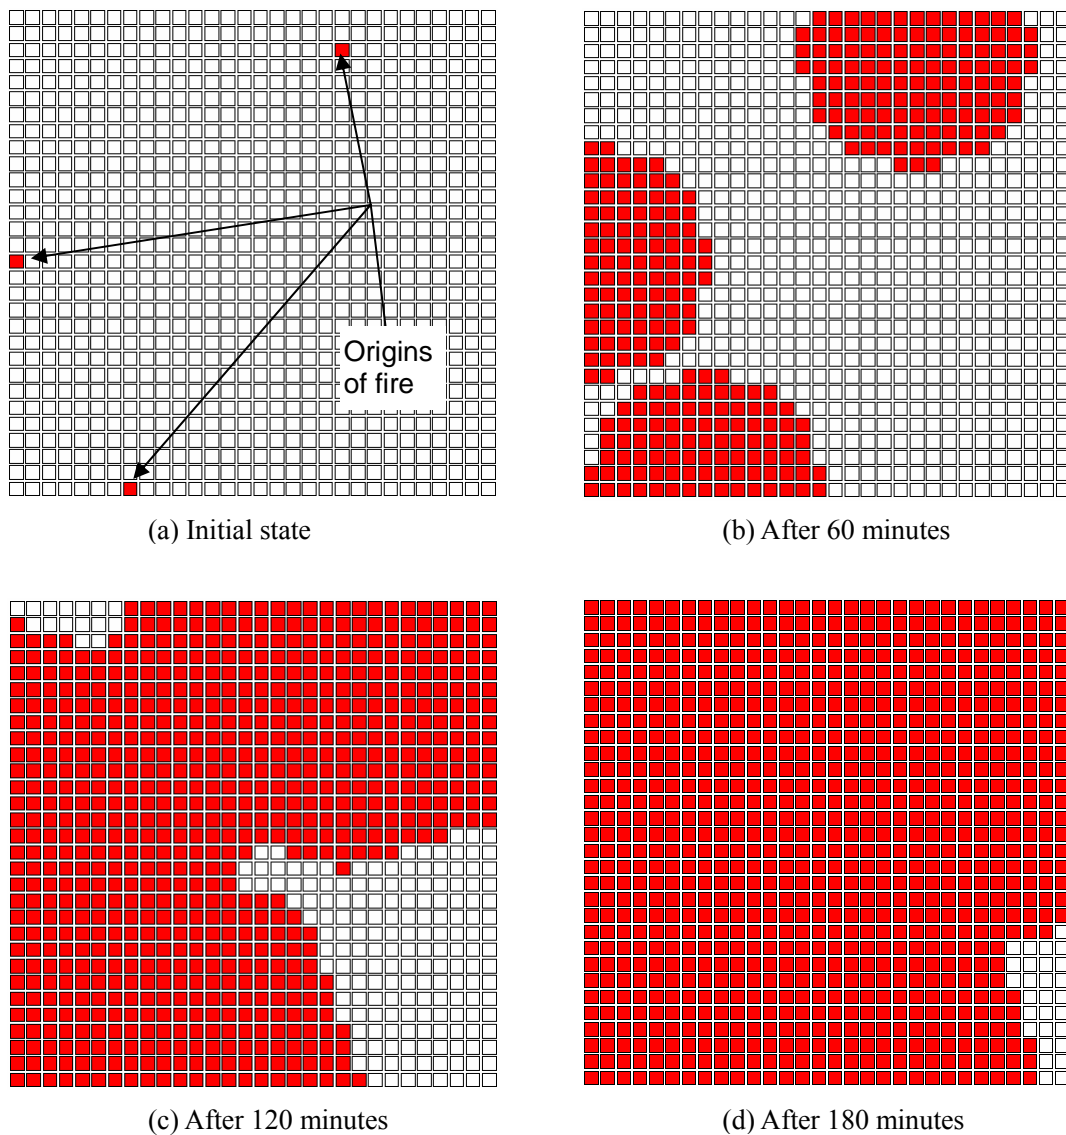 Origins
of fire
(a) Initial state
(b) After 60 minutes
(c) After 120 minutes
(d) After 180 minutes